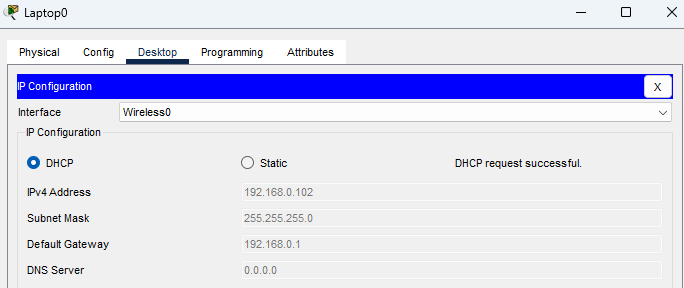 Laptop0
Physical Config Desktop Programming Attributes
IP Configuration X
Interface Wireless0
IP Configuration
DHCP Static DHCP request successful.
IPv4 Address 192.168.0.102
Subnet Mask 255.255.255.0
Default Gateway 192.168.0.1
DNS Server 0.0.0.0